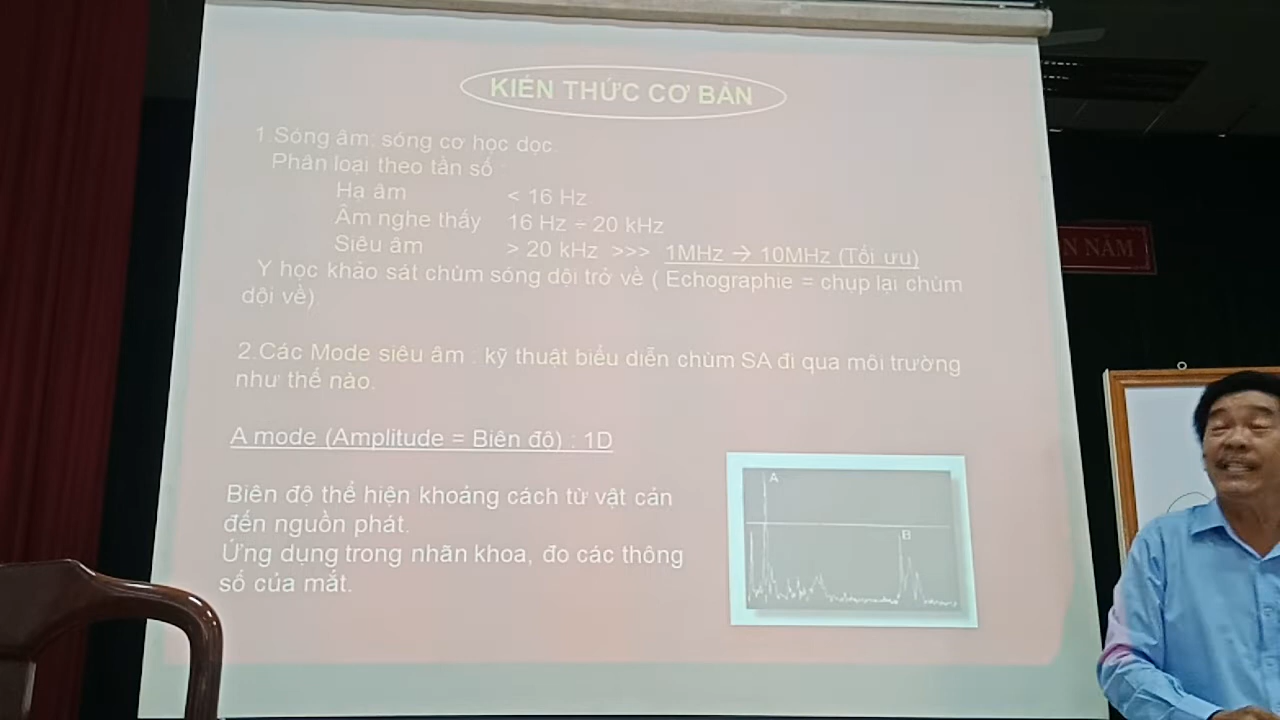 KIẾN THỨC CƠ BẢN
1.Sóng âm: sóng cơ học dọc.
Phân loại theo tần số :
Hạ âm < 16 Hz
Âm nghe thấy 16 Hz ÷ 20 kHz
Siêu âm > 20 kHz >>> 1MHz → 10MHz (Tối ưu)
Y học khảo sát chùm sóng dội trở về ( Echographie = chụp lại chùm
dội về).
2.Các Mode siêu âm : kỹ thuật biểu diễn chùm SA đi qua môi trường
như thế nào.
A mode (Amplitude = Biên độ) : 1D
Biên độ thể hiện khoảng cách từ vật cản
đến nguồn phát.
Ứng dụng trong nhãn khoa, đo các thông
số của mắt.
A
B
N NĂM